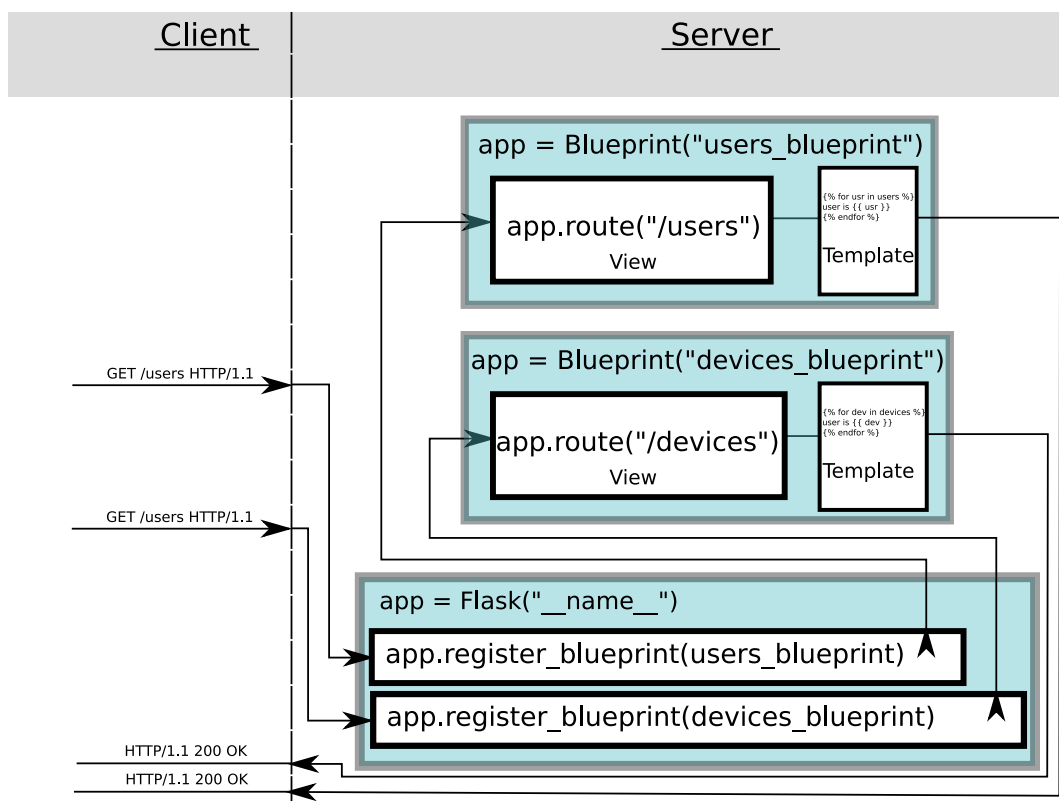 Client
Server
app = Blueprint("users_blueprint")
app.route("/users")
View
{% for usr in users %}
user is {{ usr }}
{% endfor %}
Template
app = Blueprint("devices_blueprint")
app.route("/devices")
View
{% for dev in devices %}
user is {{ dev }}
{% endfor %}
Template
GET /users HTTP/1.1
GET /users HTTP/1.1
app = Flask("__name__")
app.register_blueprint(users_blueprint)
app.register_blueprint(devices_blueprint)
HTTP/1.1 200 OK
HTTP/1.1 200 OK